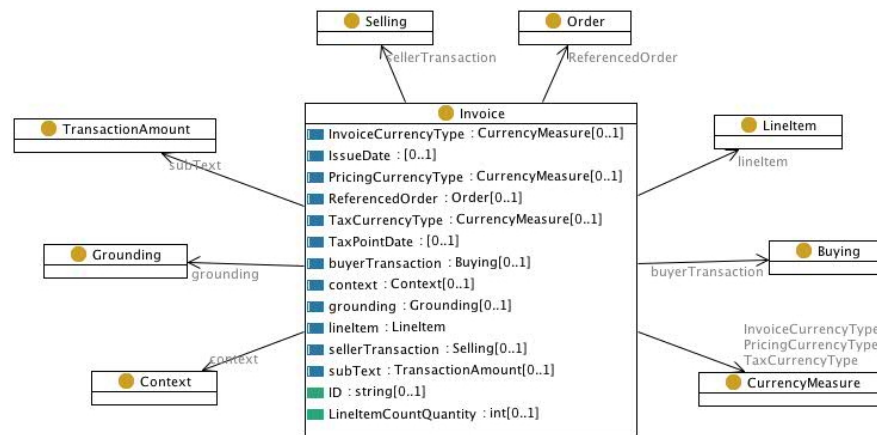 Selling
Order
sellerTransaction
ReferencedOrder
Invoice
InvoiceCurrencyType : CurrencyMeasure[0..1]
IssueDate : [0..1]
PricingCurrencyType : CurrencyMeasure[0..1]
ReferencedOrder : Order[0..1]
TaxCurrencyType : CurrencyMeasure[0..1]
TaxPointDate : [0..1]
buyerTransaction : Buying[0..1]
context : Context[0..1]
grounding : Grounding[0..1]
lineItem : LineItem
sellerTransaction : Selling[0..1]
subText : TransactionAmount[0..1]
ID : string[0..1]
LineItemCountQuantity : int[0..1]
TransactionAmount
subText
LineItem
lineItem
Grounding
grounding
Buying
buyerTransaction
context
Context
InvoiceCurrencyType
PricingCurrencyType
TaxCurrencyType
CurrencyMeasure